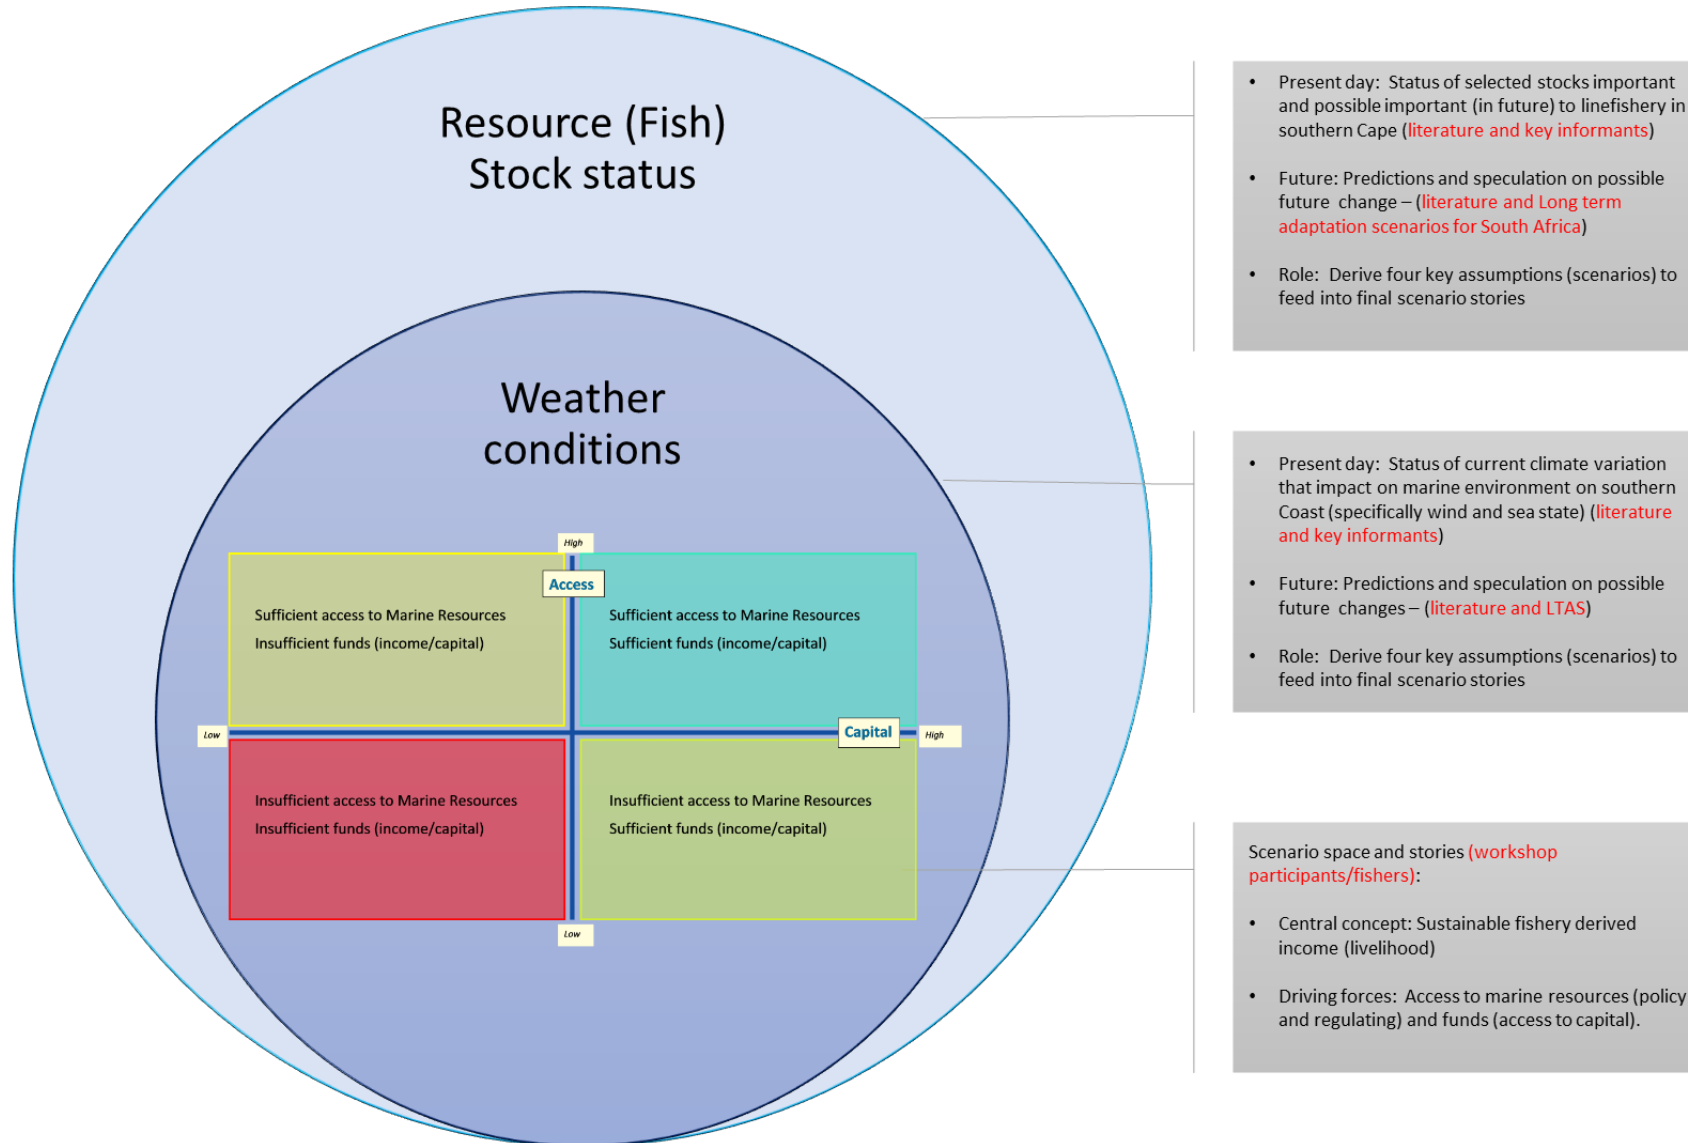 Resource (Fish)
Stock status
Weather
conditions
High
Access
Sufficient access to Marine Resources
Insufficient funds (income/capital)
Sufficient access to Marine Resources
Sufficient funds (income/capital)
Low
Capital
High
Insufficient access to Marine Resources
Insufficient funds (income/capital)
Insufficient access to Marine Resources
Sufficient funds (income/capital)
Low
• Present day: Status of selected stocks important
and possible important (in future) to linefishery in
southern Cape (literature and key informants)
• Future: Predictions and speculation on possible
future change – (literature and Long term
adaptation scenarios for South Africa)
• Role: Derive four key assumptions (scenarios) to
feed into final scenario stories
• Present day: Status of current climate variation
that impact on marine environment on southern
Coast (specifically wind and sea state) (literature
and key informants)
• Future: Predictions and speculation on possible
future changes – (literature and LTAS)
• Role: Derive four key assumptions (scenarios) to
feed into final scenario stories
Scenario space and stories (workshop
participants/fishers):
• Central concept: Sustainable fishery derived
income (livelihood)
• Driving forces: Access to marine resources (policy
and regulating) and funds (access to capital).